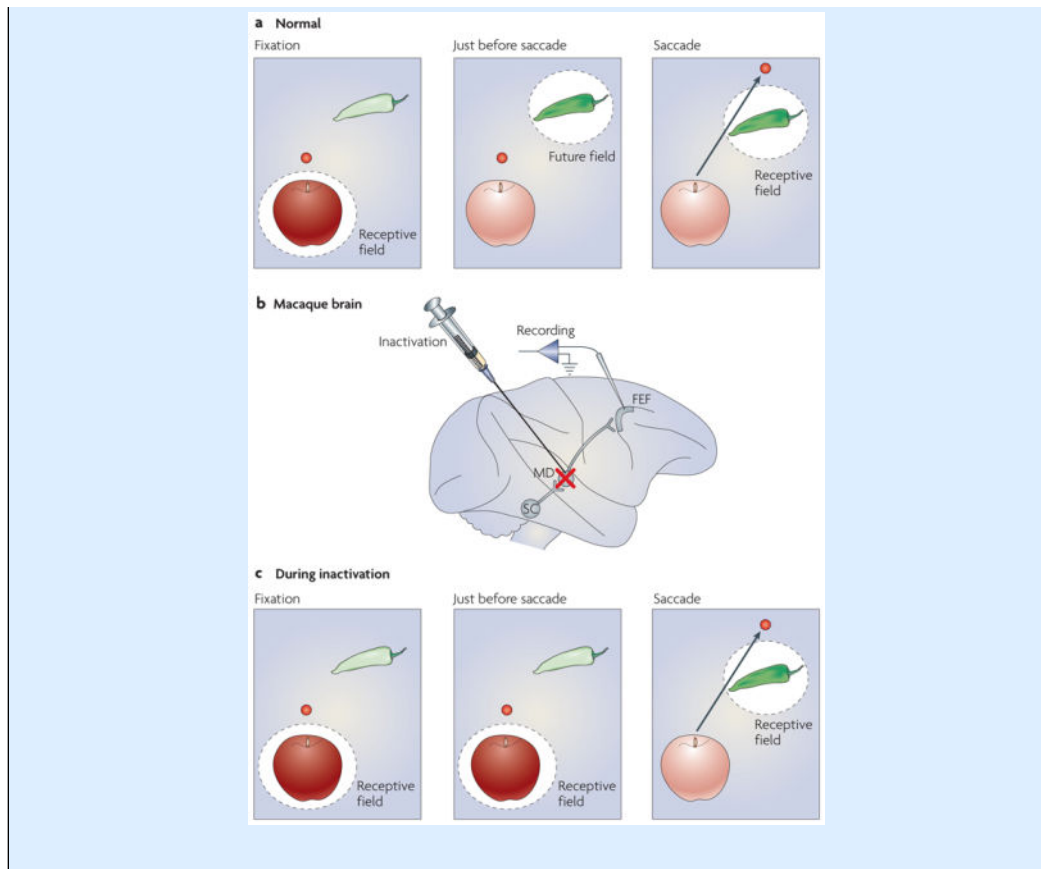 a Normal
Fixation
Just before saccade
Saccade
Receptive
field
Future field
Receptive
field
b Macaque brain
Inactivation
Recording
FEF
MD
SC
c During inactivation
Fixation
Just before saccade
Saccade
Receptive
field
Receptive
field
Receptive
field